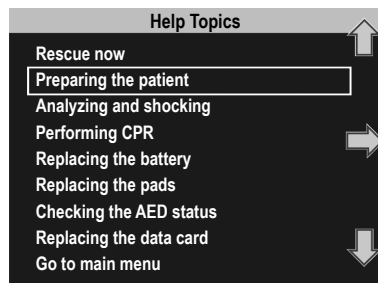 Help Topics
Rescue now
Preparing the patient
Analyzing and shocking
Performing CPR
Replacing the battery
Replacing the pads
Checking the AED status
Replacing the data card
Go to main menu